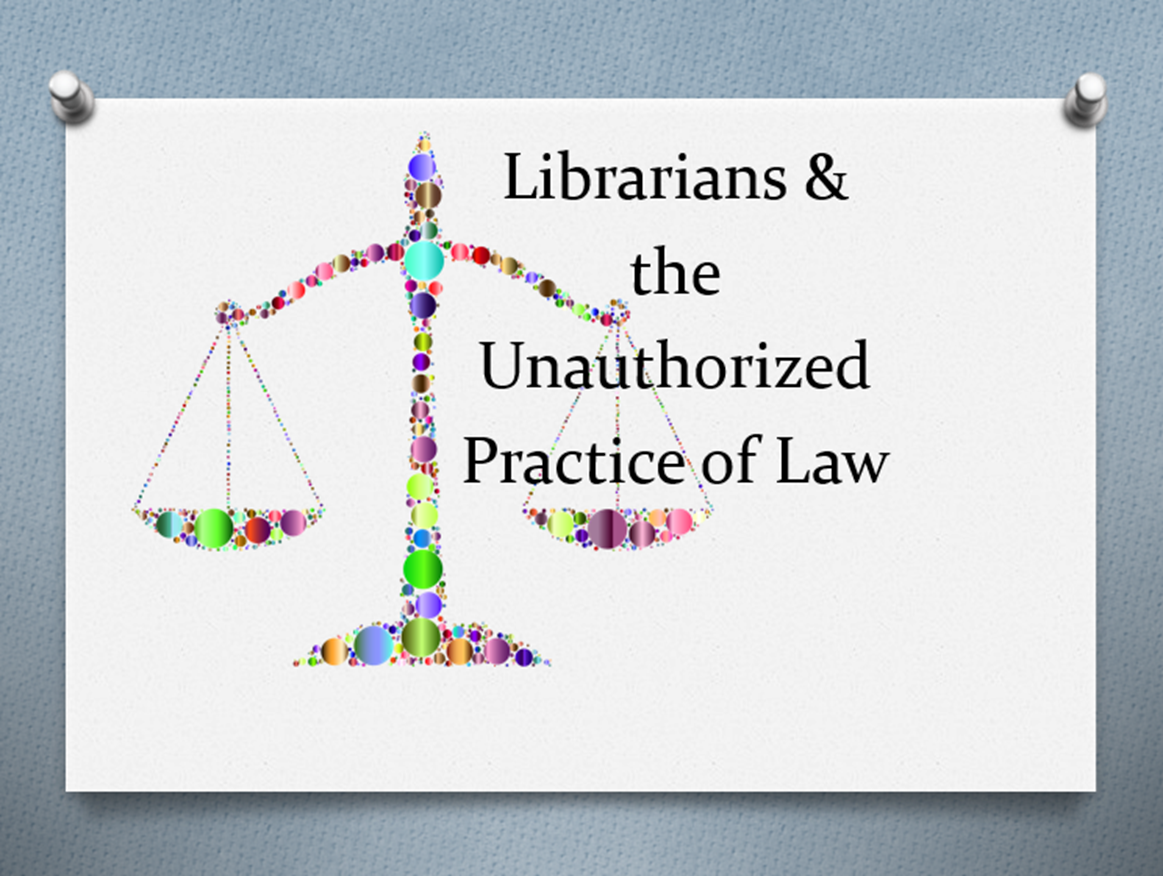 Librarians &
the
Unauthorized
Practice of Law